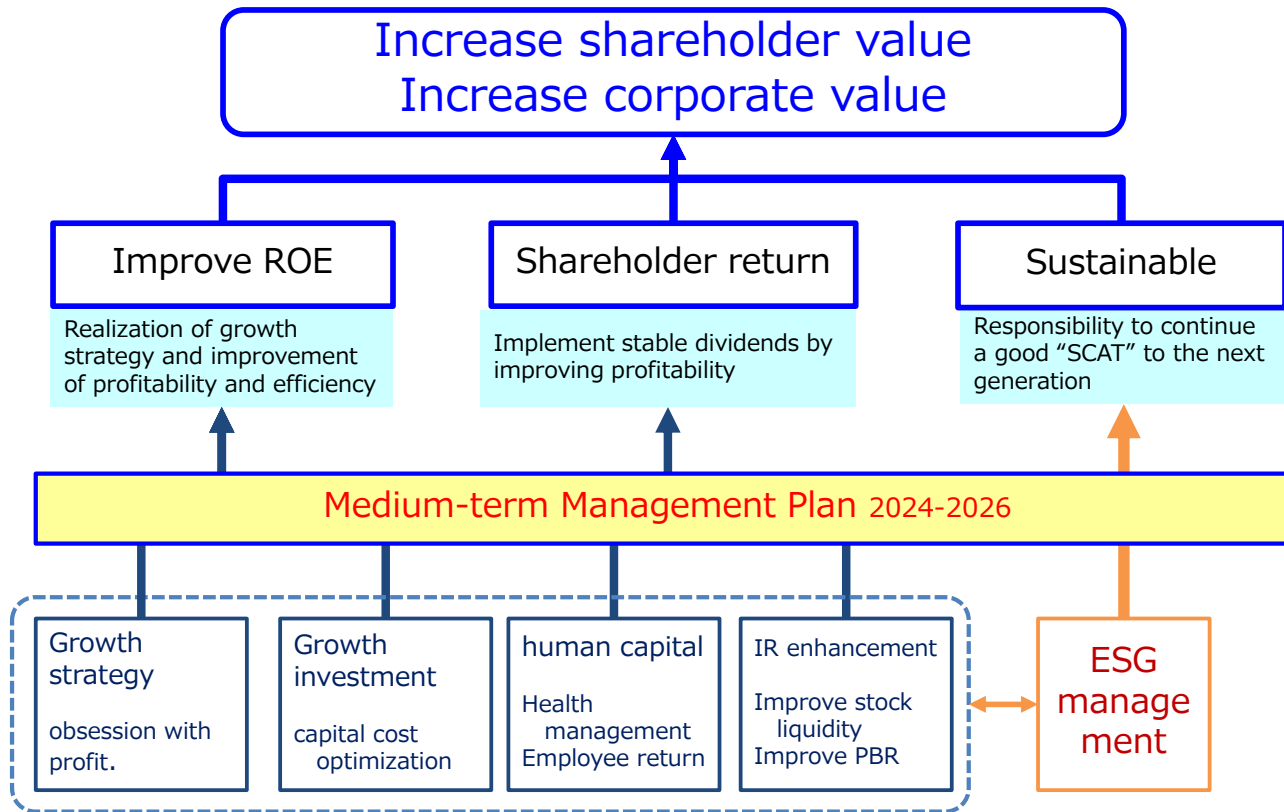 Increase shareholder value
Increase corporate value
Improve ROE
Shareholder return
Sustainable
Realization of growth
strategy and improvement
of profitability and efficiency
Implement stable dividends by
improving profitability
Responsibility to continue
a good “SCAT” to the next
generation
Medium-term Management Plan 2024-2026
Growth
strategy
obsession with
profit.
Growth
investment
capital cost
optimization
human capital
Health
management
Employee return
IR enhancement
Improve stock
liquidity
Improve PBR
ESG
manage
ment